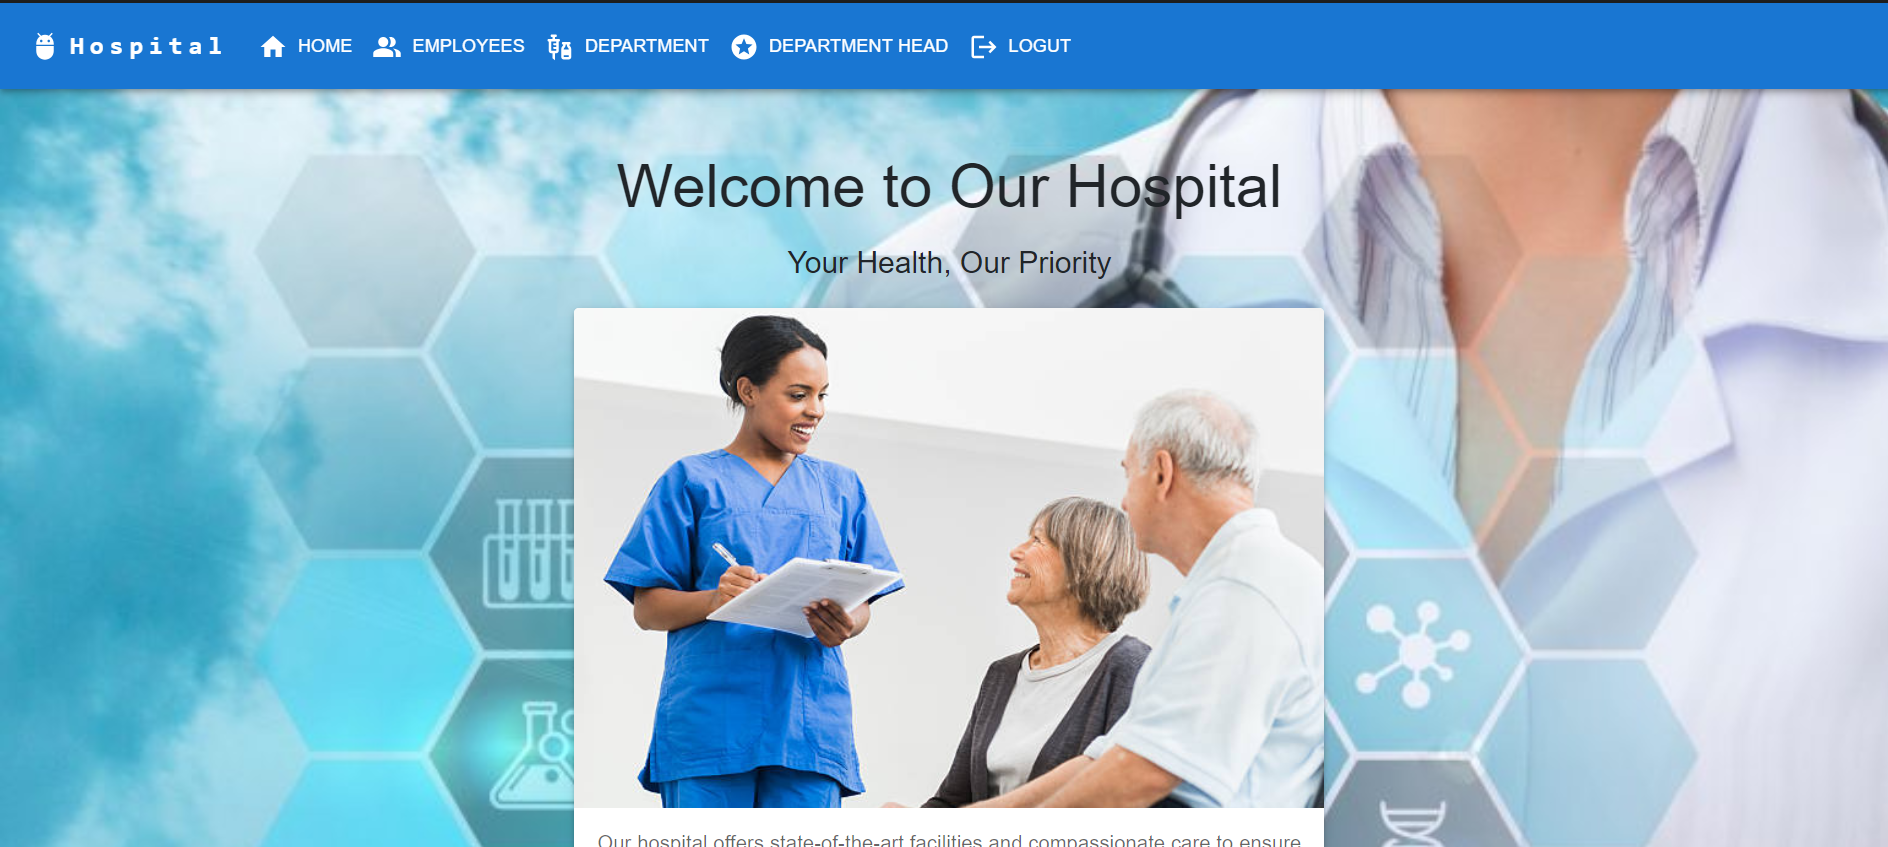 Hospital HOME EMPLOYEES DEPARTMENT DEPARTMENT HEAD LOGUT
Welcome to Our Hospital
Your Health, Our Priority
Our hospital offers state-of-the-art facilities and compassionate care to ensure